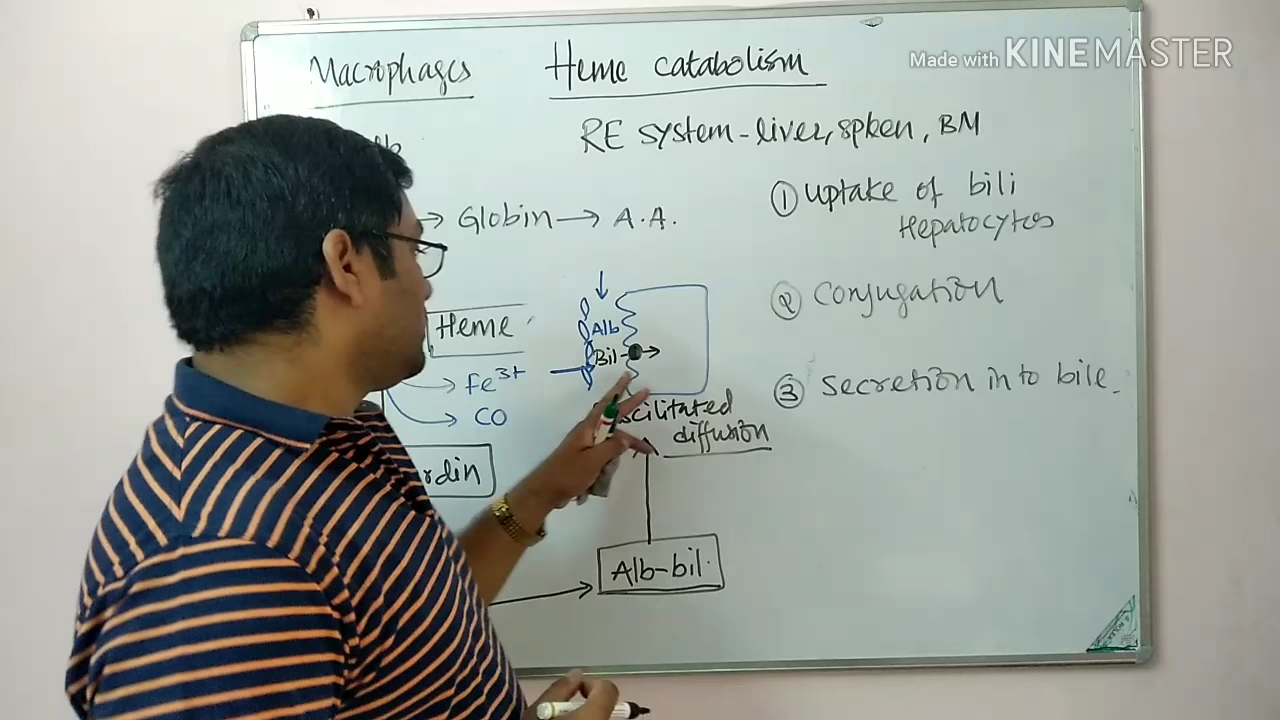 Made with KINEMASTER
Macrophages
Heme catabolism
RE system - liver, spleen, BM
① Uptake of bili
Hepatocytes
→ Globin → A.A.
② Conjugation
Heme
Alb
Bil
Fe3+
CO
③ Secretion into bile.
diffusion
Alb-bil.